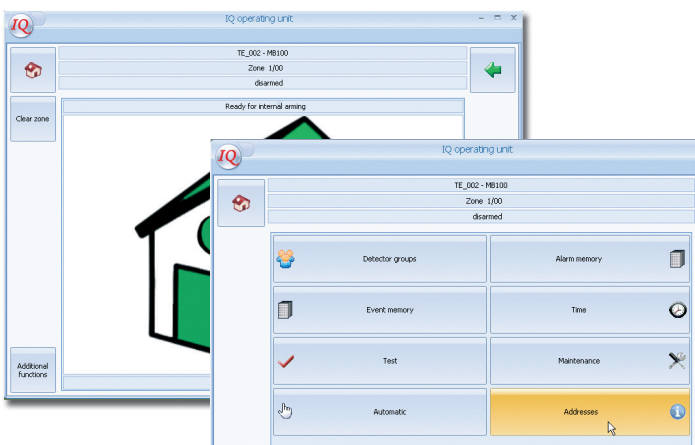 IQ
IQ operating unit
TE_002 - MB100
Zone 1/00
disarmed
Clear zone
Ready for internal arming
Additional
functions
IQ
IQ operating unit
TE_002 - MB100
Zone 1/00
disarmed
Detector groups
Alarm memory
Event memory
Time
Test
Maintenance
Automatic
Addresses